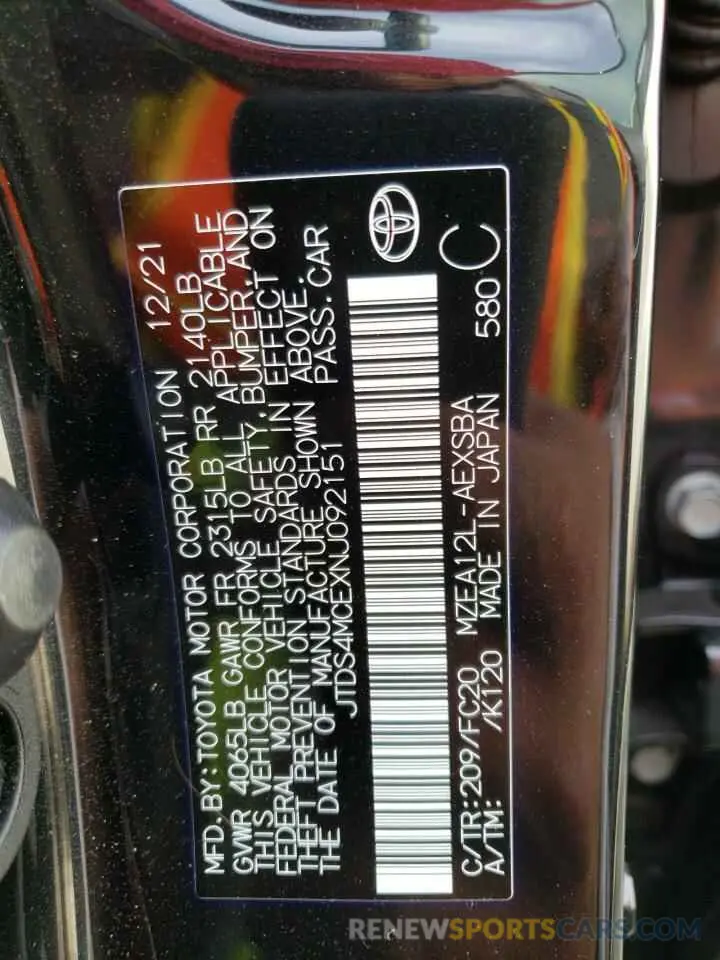 MFD.BY:TOYOTA MOTOR CORPORATION 12/21
GVWR 4065LB GAWR FR 2315LB RR 2140LB
THIS VEHICLE CONFORMS TO ALL APPLICABLE
FEDERAL MOTOR VEHICLE SAFETY,BUMPER,AND
THEFT PREVENTION STANDARDS IN EFFECT ON
THE DATE OF MANUFACTURE SHOWN ABOVE.
JTDS4MCEXNJ092151 PASS.CAR
C/TR:209/FC20 MZEA12L-AEXSBA 580 C
A/TM: /K120 MADE IN JAPAN
RENEWSPORTSCARS.COM